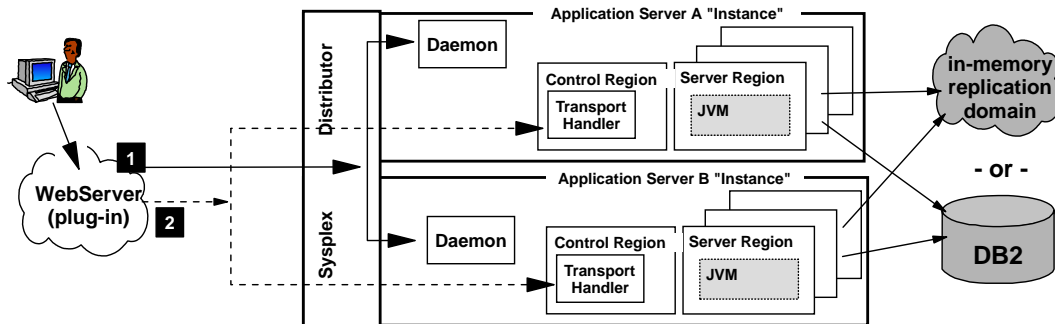 Application Server A "Instance"
Daemon
Control Region
Transport
Handler
Server Region
JVM
in-memory
replication
domain
Distributor
Sysplex
1
WebServer
(plug-in)
2
- or -
Application Server B "Instance"
Daemon
Control Region
Transport
Handler
Server Region
JVM
DB2